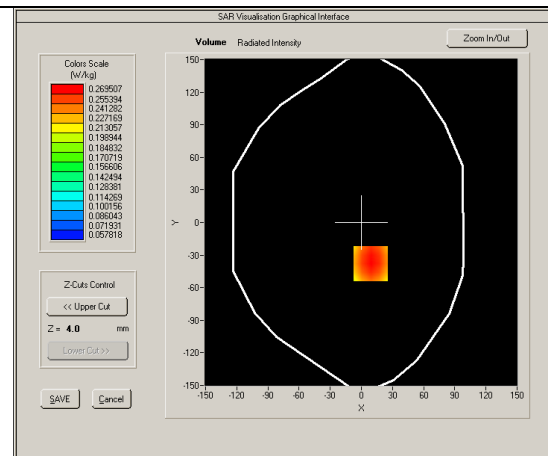 SAR Visualisation Graphical Interface
Volume Radiated Intensity
Zoom In/Out
Colors Scale
(W/kg)
0.269507
0.255394
0.241282
0.227169
0.213057
0.198944
0.184832
0.170719
0.156606
0.142494
0.128381
0.114269
0.100156
0.086043
0.071931
0.057818
Z-Cuts Control
<< Upper Cut
Z = 4.0 mm
Lower Cut >>
SAVE Cancel
150
120
90
60
30
0
-30
-60
-90
-120
-150
Y
-150 -120 -90 -60 -30 0 30 60 90 120 150
X